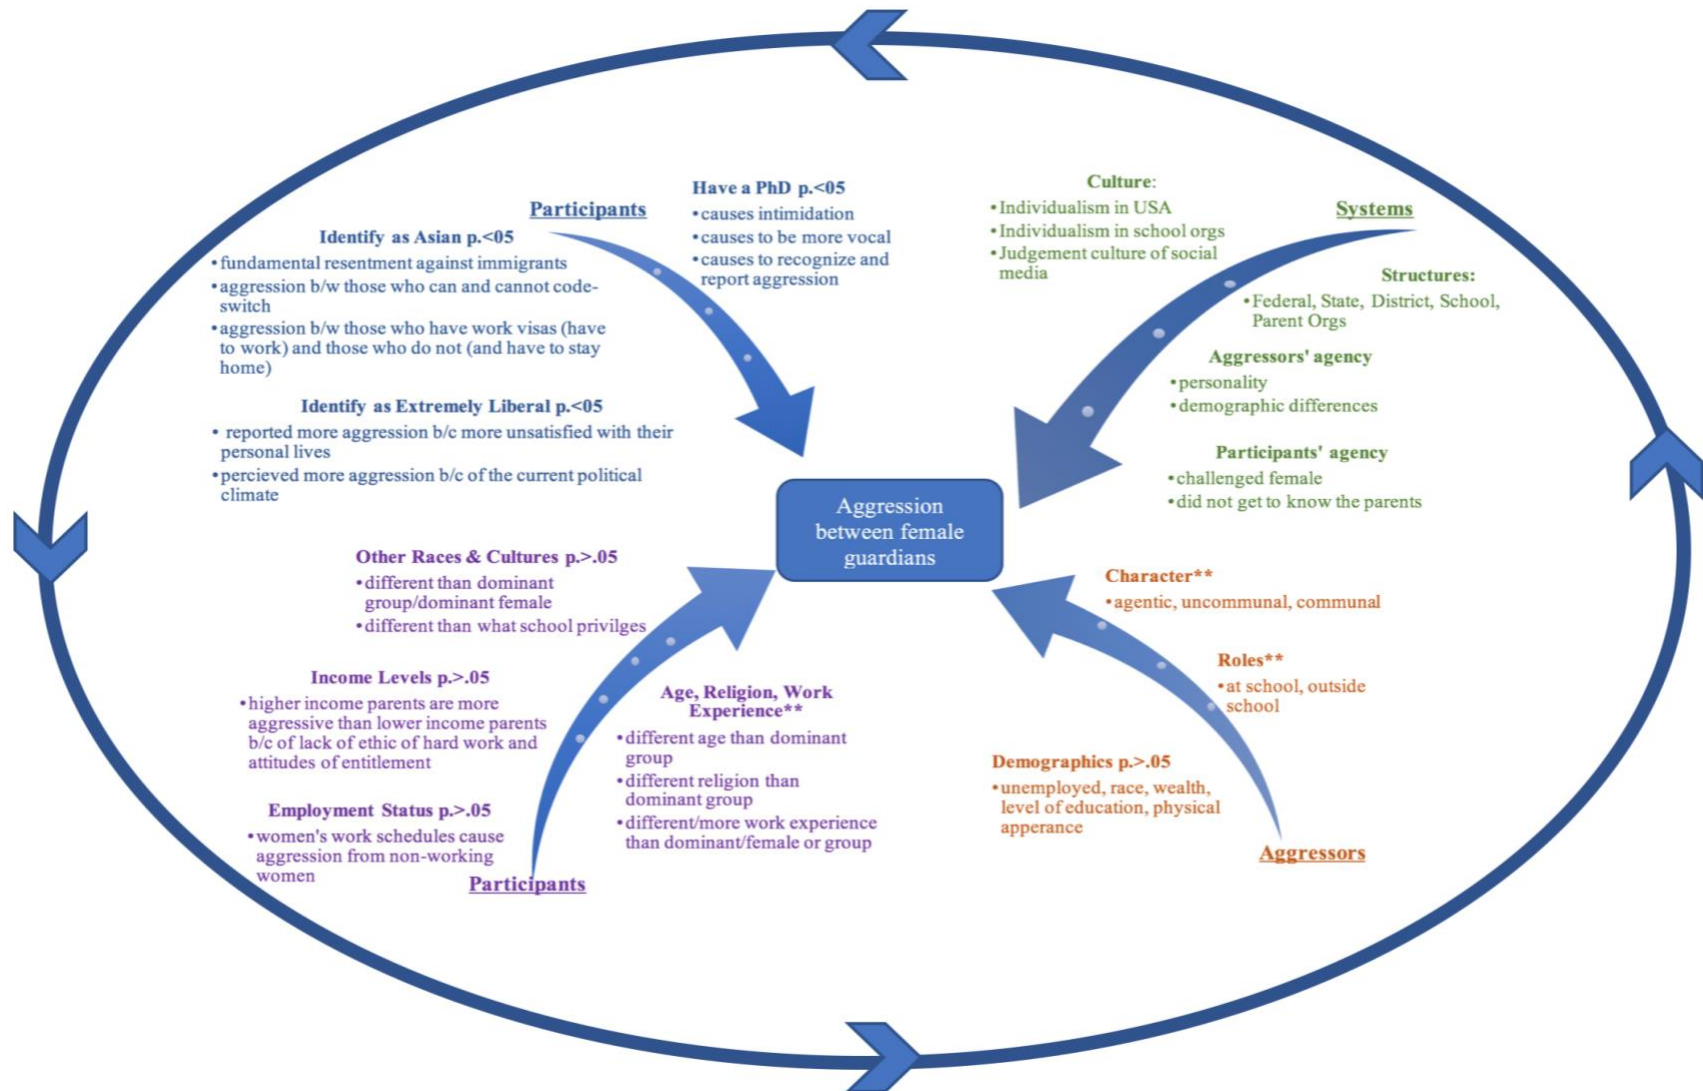 Participants
Have a PhD p.<05
•causes intimidation
•causes to be more vocal
•causes to recognize and
report aggression
Identify as Asian p.<05
•fundamental resentment against immigrants
•aggression b/w those who can and cannot code-
switch
•aggression b/w those who have work visas (have
to work) and those who do not (and have to stay
home)
Identify as Extremely Liberal p.<05
• reported more aggression b/c more unsatisfied with their
personal lives
•percieved more aggression b/c of the current political
climate
Culture:
•Individualism in USA
•Individualism in school orgs
•Judgement culture of social
media
Systems
Structures:
•Federal, State, District, School,
Parent Orgs
Aggressors' agency
•personality
•demographic differences
Participants' agency
•challenged female
•did not get to know the parents
Aggression
between female
guardians
Other Races & Cultures p.>.05
•different than dominant
group/dominant female
•different than what school privilges
Income Levels p.>.05
•higher income parents are more
aggressive than lower income parents
b/c of lack of ethic of hard work and
attitudes of entitlement
Employment Status p.>.05
•women's work schedules cause
aggression from non-working
women
Participants
Age, Religion, Work
Experience**
•different age than dominant
group
•different religion than
dominant group
•different/more work experience
than dominant/female or group
Character**
•agentic, uncommunal, communal
Roles**
•at school, outside
school
Demographics p.>.05
•unemployed, race, wealth,
level of education, physical
apperance
Aggressors